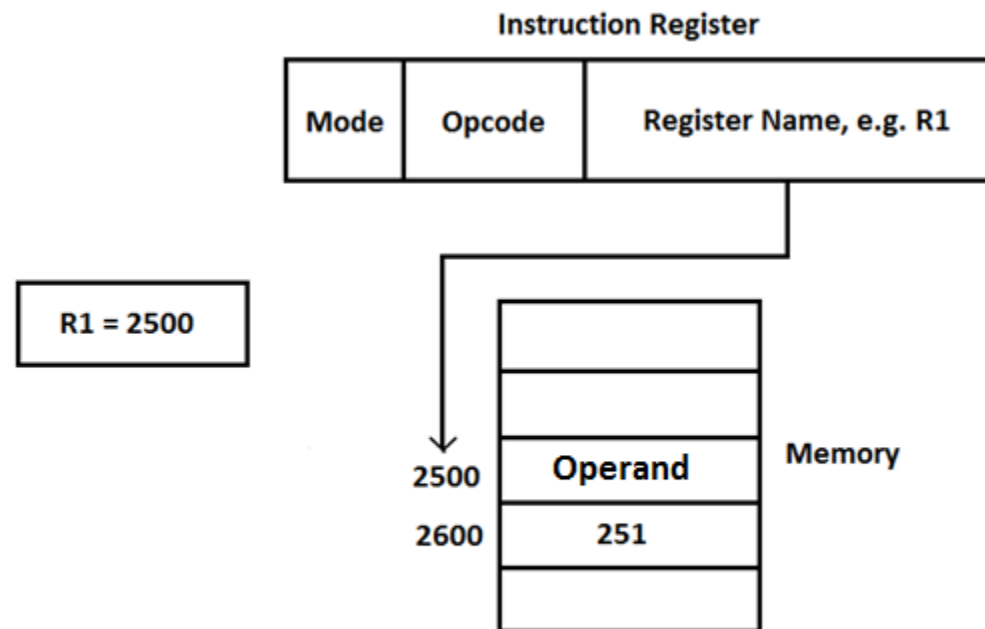 Instruction Register
Mode
Opcode
Register Name, e.g. R1
R1 = 2500
2500
Operand
Memory
2600
251